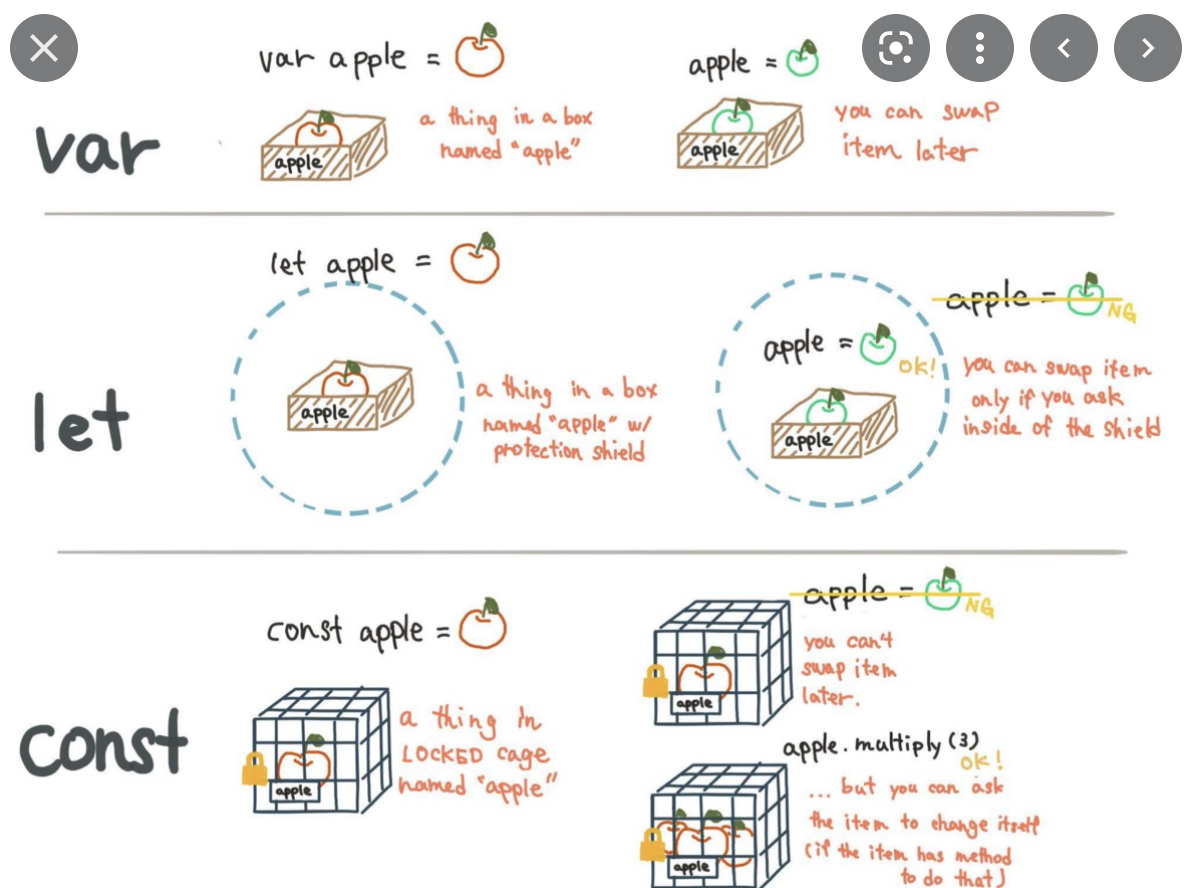 var
var apple =
apple
a thing in a box
named "apple"
apple =
apple
you can swap
item later
let
let apple =
apple
a thing in a box
named "apple" w/
protection shield
apple =
NG
apple =
OK!
apple
you can swap item
only if you ask
inside of the shield
const
const apple =
apple
a thing in
LOCKED cage
named "apple"
apple =
NG
apple
you can't
swap item
later.
apple.multiply(3)
OK!
apple
... but you can ask
the item to change itself
(if the item has method
to do that)